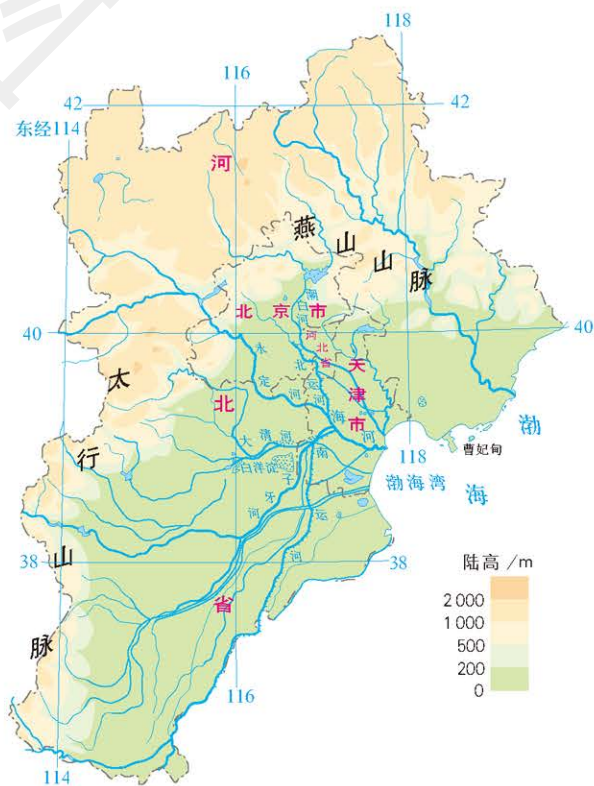 118
116
42
42
东经114
河
燕山山脉
潮白河
北京市
河北省
40
40
太行山脉
永定河
北运河
天津市
北
海河
渤海
大清河
白洋淀
南运河
子牙河
118
曹妃甸
渤海湾
38
38
省
陆高 /m
2 000
1 000
500
200
0
116
114